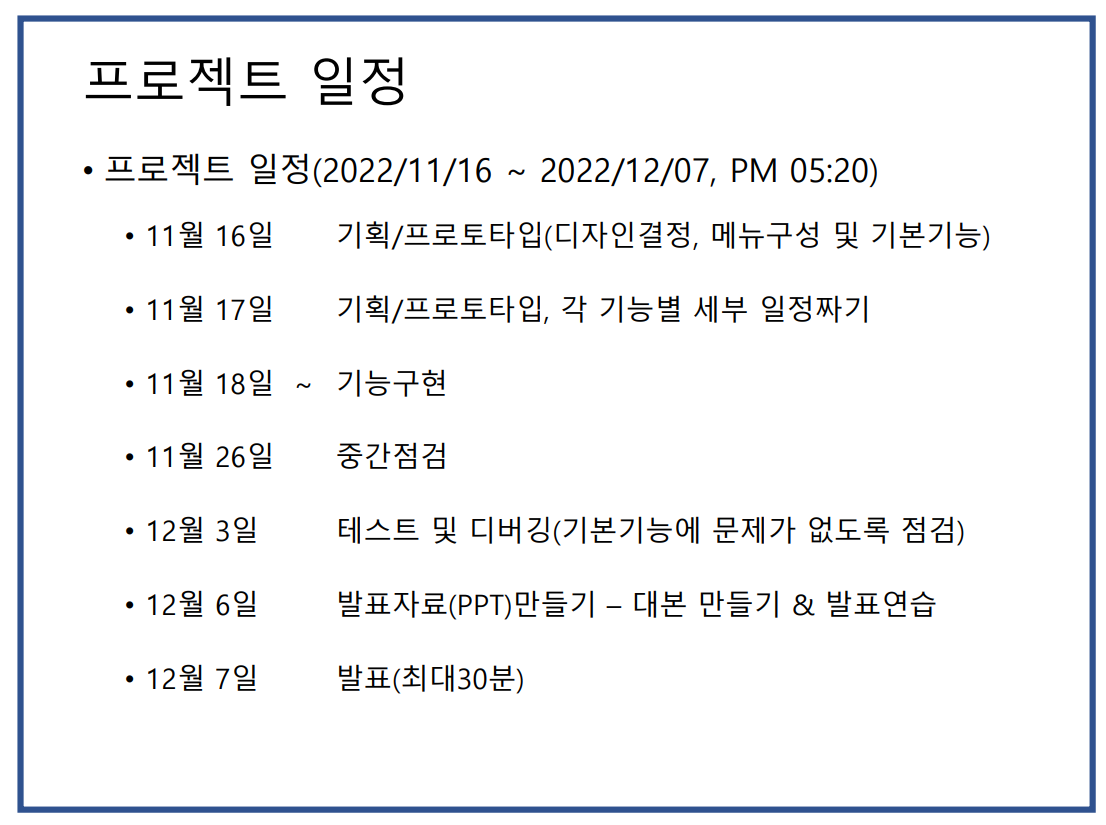 프로젝트 일정
• 프로젝트 일정(2022/11/16 ~ 2022/12/07, PM 05:20)
• 11월 16일 기획/프로토타입(디자인결정, 메뉴구성 및 기본기능)
• 11월 17일 기획/프로토타입, 각 기능별 세부 일정짜기
• 11월 18일 ~ 기능구현
• 11월 26일 중간점검
• 12월 3일 테스트 및 디버깅(기본기능에 문제가 없도록 점검)
• 12월 6일 발표자료(PPT)만들기 – 대본 만들기 & 발표연습
• 12월 7일 발표(최대30분)